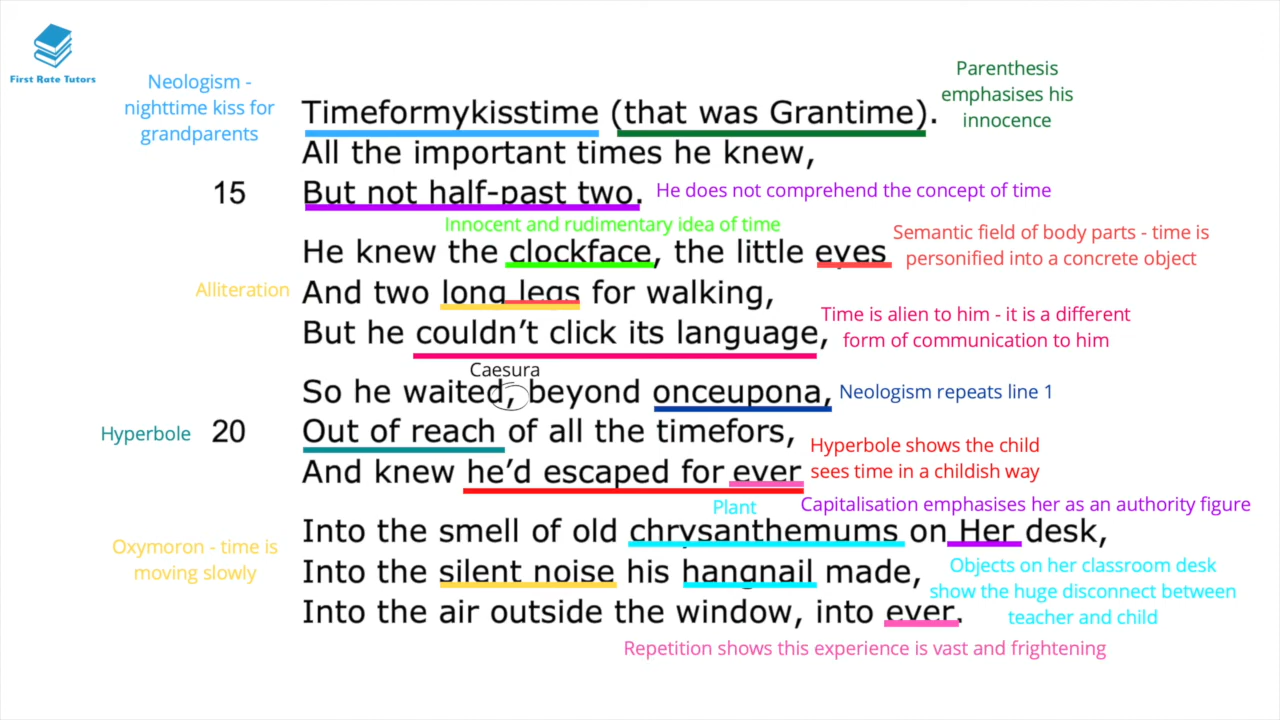 First Rate Tutors
Neologism -
nighttime kiss for
grandparents
Parenthesis
emphasises his
innocence
Timeformykisstime (that was Grantime).
All the important times he knew,
15 But not half-past two. He does not comprehend the concept of time
Innocent and rudimentary idea of time
He knew the clockface, the little eyes
Semantic field of body parts - time is
personified into a concrete object
Alliteration
And two long legs for walking,
But he couldn't click its language,
Time is alien to him - it is a different
form of communication to him
Caesura
So he waited, beyond onceupona, Neologism repeats line 1
Hyperbole
20 Out of reach of all the timefors,
And knew he'd escaped for ever
Hyperbole shows the child
sees time in a childish way
Plant
Capitalisation emphasises her as an authority figure
Into the smell of old chrysanthemums on Her desk,
Oxymoron - time is
moving slowly
Into the silent noise his hangnail made,
Objects on her classroom desk
show the huge disconnect between
teacher and child
Into the air outside the window, into ever.
Repetition shows this experience is vast and frightening